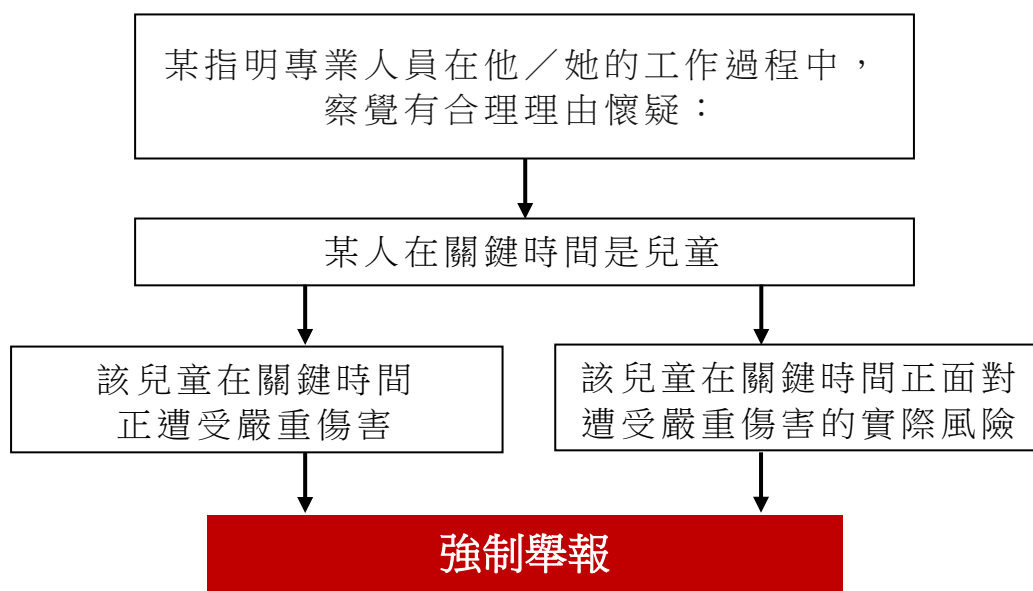 某指明專業人員在他／她的工作過程中，
察覺有合理理由懷疑：
某人在關鍵時間是兒童
該兒童在關鍵時間
正遭受嚴重傷害
該兒童在關鍵時間正面對
遭受嚴重傷害的實際風險
強制舉報